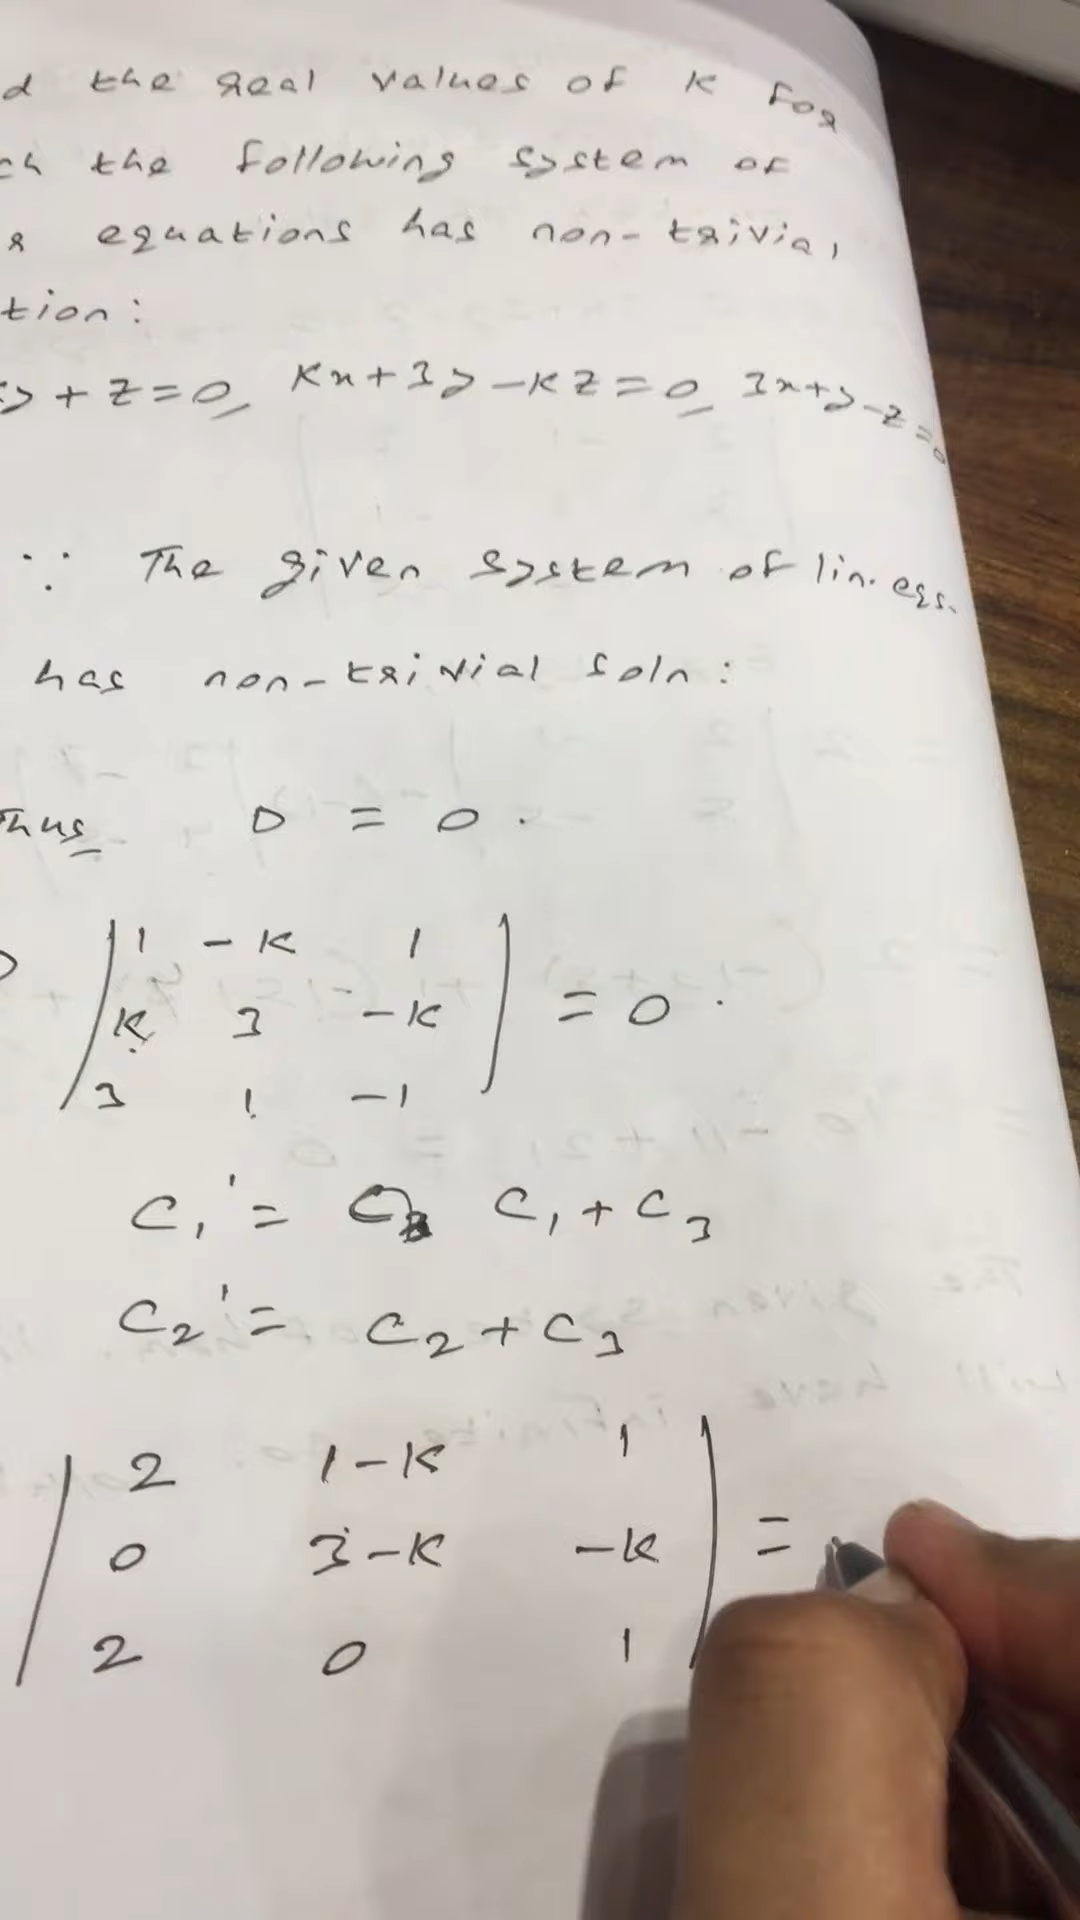 d the real values of K for
ch the following system of
r equations has non-trivial
tion:
y + z = 0, Kx + 3y - Kz = 0, 3x + y - z = 0
∵ The given system of lin. eqs.
has non-trivial soln:
Thus D = 0.
| 1 -K 1 |
| K 3 -K | = 0.
| 3 1 -1 |
C₁' = C₁ + C₃
C₂' = C₂ + C₃
| 2 1-K 1 |
| 0 3-K -K | =
| 2 0 1 |